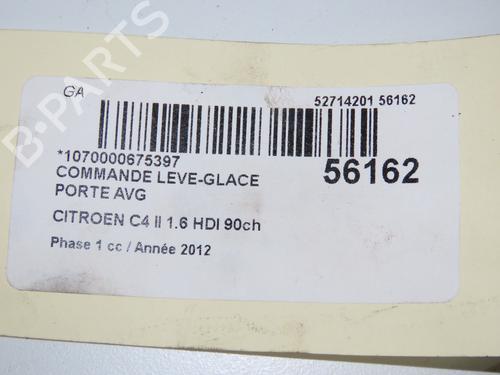 GA
52714201 56162
*1070000675397
56162
COMMANDE LEVE-GLACE
PORTE AVG
CITROEN C4 II 1.6 HDI 90ch
Phase 1 cc / Année 2012
B-PARTS